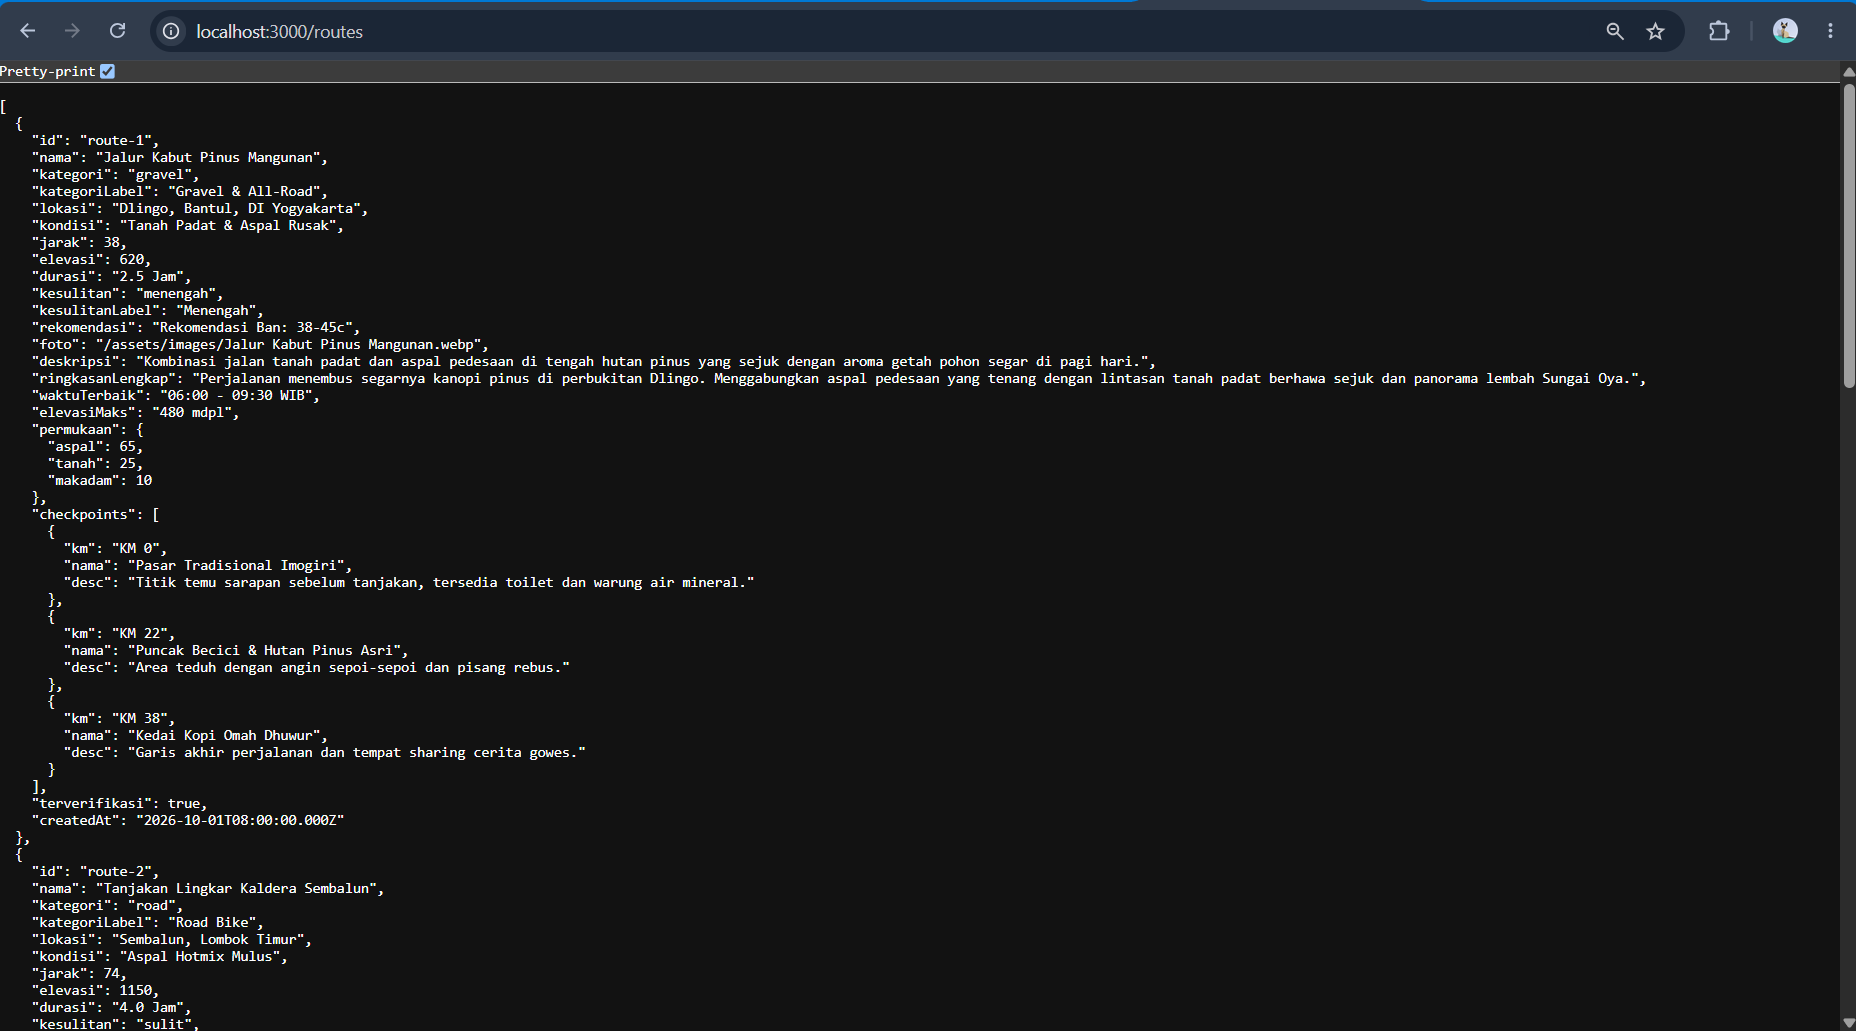 localhost:3000/routes
Pretty-print
[
  {
    "id": "route-1",
    "nama": "Jalur Kabut Pinus Mangunan",
    "kategori": "gravel",
    "kategoriLabel": "Gravel & All-Road",
    "lokasi": "Dlingo, Bantul, DI Yogyakarta",
    "kondisi": "Tanah Padat & Aspal Rusak",
    "jarak": 38,
    "elevasi": 620,
    "durasi": "2.5 Jam",
    "kesulitan": "menengah",
    "kesulitanLabel": "Menengah",
    "rekomendasi": "Rekomendasi Ban: 38-45c",
    "foto": "/assets/images/Jalur Kabut Pinus Mangunan.webp",
    "deskripsi": "Kombinasi jalan tanah padat dan aspal pedesaan di tengah hutan pinus yang sejuk dengan aroma getah pohon segar di pagi hari.",
    "ringkasanLengkap": "Perjalanan menembus segarnya kanopi pinus di perbukitan Dlingo. Menggabungkan aspal pedesaan yang tenang dengan lintasan tanah padat berhawa sejuk dan panorama lembah Sungai Oya.",
    "waktuTerbaik": "06:00 - 09:30 WIB",
    "elevasiMaks": "480 mdpl",
    "permukaan": {
      "aspal": 65,
      "tanah": 25,
      "makadam": 10
    },
    "checkpoints": [
      {
        "km": "KM 0",
        "nama": "Pasar Tradisional Imogiri",
        "desc": "Titik temu sarapan sebelum tanjakan, tersedia toilet dan warung air mineral."
      },
      {
        "km": "KM 22",
        "nama": "Puncak Becici & Hutan Pinus Asri",
        "desc": "Area teduh dengan angin sepoi-sepoi dan pisang rebus."
      },
      {
        "km": "KM 38",
        "nama": "Kedai Kopi Omah Dhuwur",
        "desc": "Garis akhir perjalanan dan tempat sharing cerita gowes."
      }
    ],
    "terverifikasi": true,
    "createdAt": "2026-10-01T08:00:00.000Z"
  },
  {
    "id": "route-2",
    "nama": "Tanjakan Lingkar Kaldera Sembalun",
    "kategori": "road",
    "kategoriLabel": "Road Bike",
    "lokasi": "Sembalun, Lombok Timur",
    "kondisi": "Aspal Hotmix Mulus",
    "jarak": 74,
    "elevasi": 1150,
    "durasi": "4.0 Jam",
    "kesulitan": "sulit",